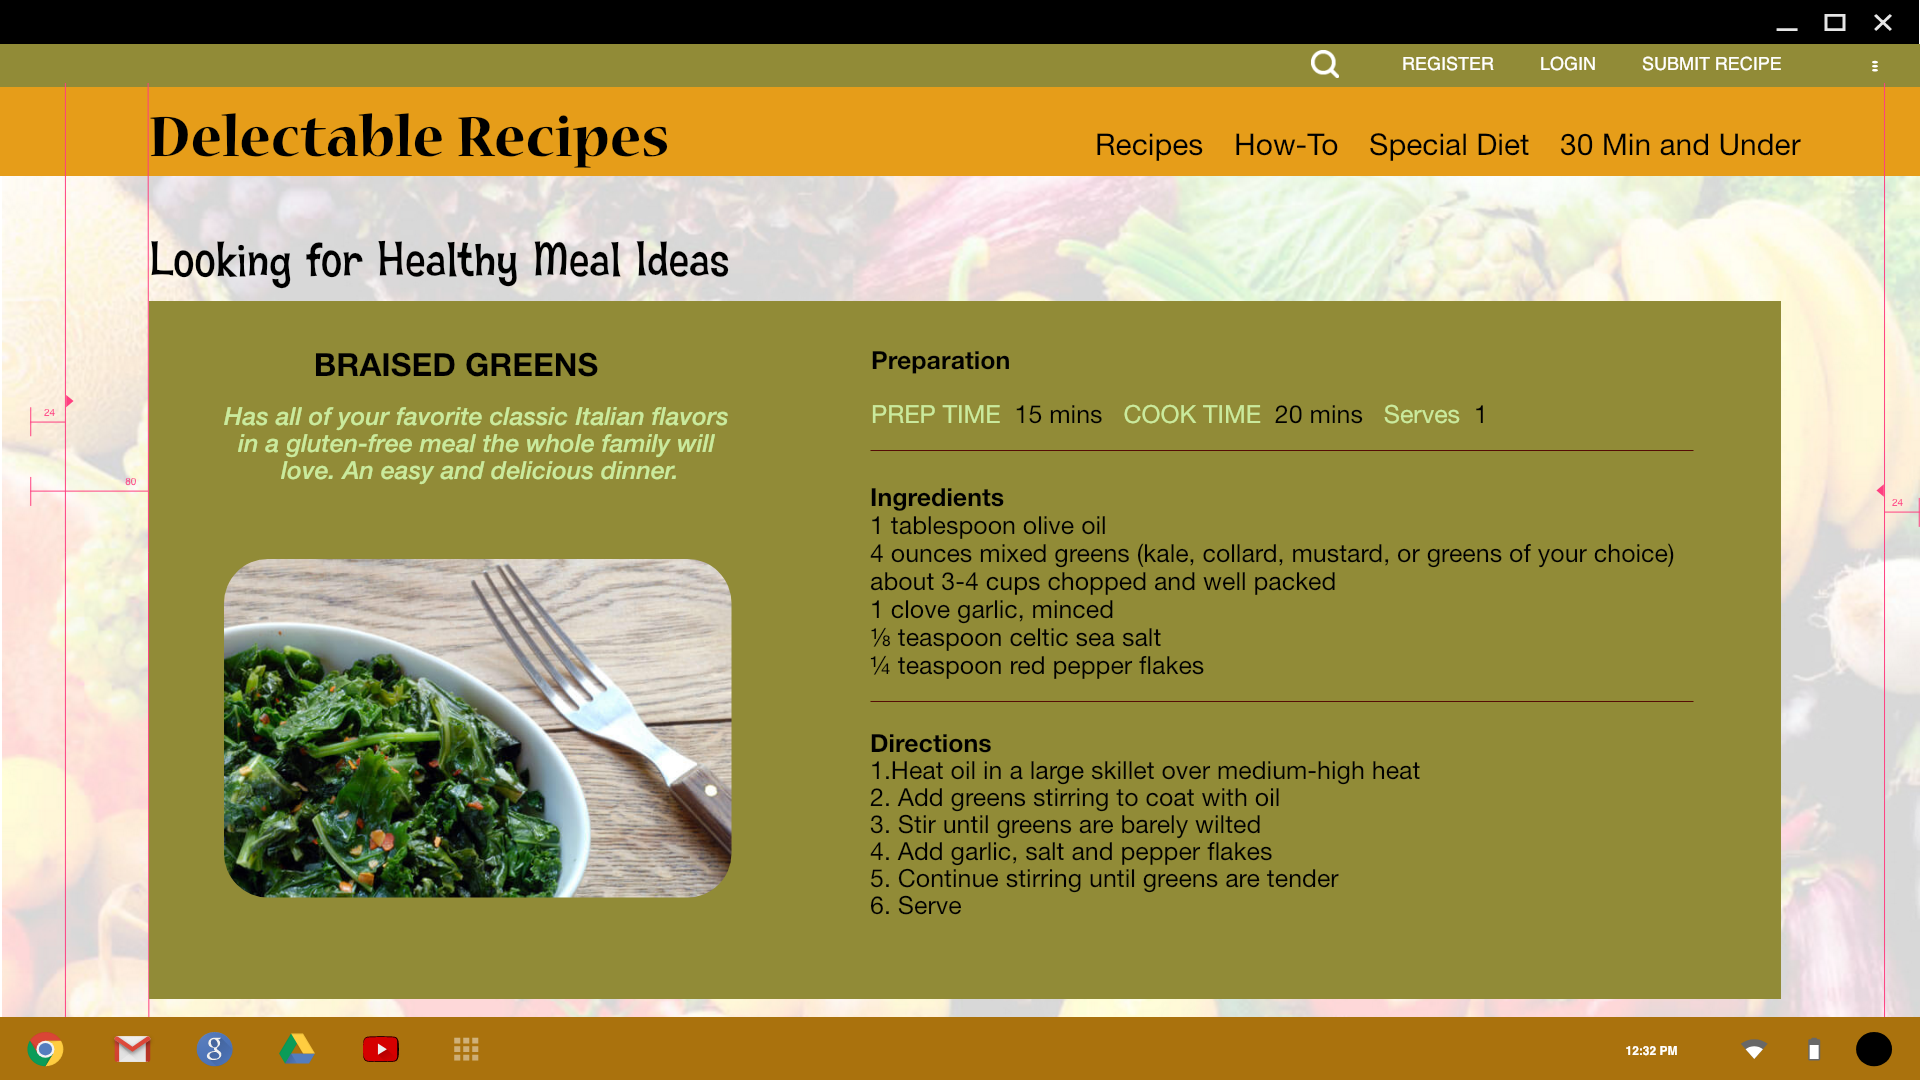 REGISTER LOGIN SUBMIT RECIPE
Delectable Recipes
Recipes How-To Special Diet 30 Min and Under
Looking for Healthy Meal Ideas
BRAISED GREENS
Has all of your favorite classic Italian flavors
in a gluten-free meal the whole family will
love. An easy and delicious dinner.
Preparation
PREP TIME 15 mins COOK TIME 20 mins Serves 1
Ingredients
1 tablespoon olive oil
4 ounces mixed greens (kale, collard, mustard, or greens of your choice)
about 3-4 cups chopped and well packed
1 clove garlic, minced
⅛ teaspoon celtic sea salt
¼ teaspoon red pepper flakes
Directions
1.Heat oil in a large skillet over medium-high heat
2. Add greens stirring to coat with oil
3. Stir until greens are barely wilted
4. Add garlic, salt and pepper flakes
5. Continue stirring until greens are tender
6. Serve
24
80
24
g
12:32 PM